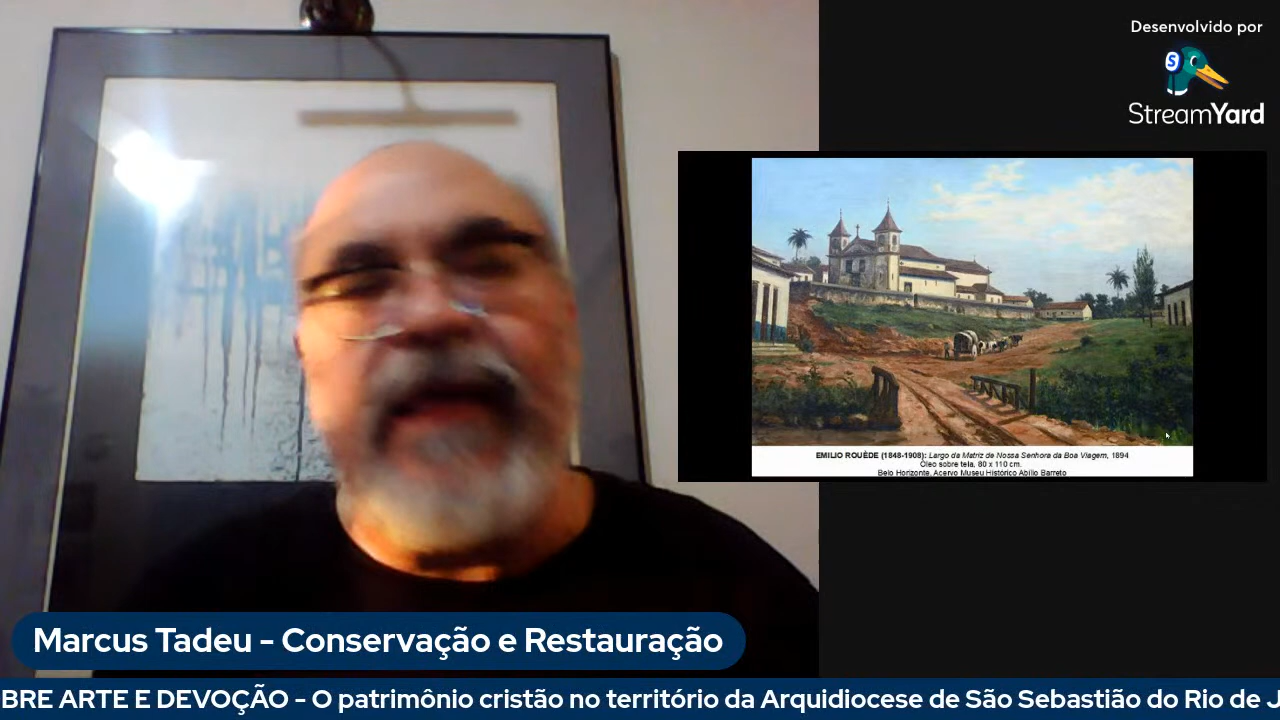 Desenvolvido por
StreamYard
EMILIO ROUÈDE (1848-1908): Largo da Matriz de Nossa Senhora da Boa Viagem, 1894
Óleo sobre tela, 80 x 110 cm.
Belo Horizonte, Acervo Museu Histórico Abílio Barreto
Marcus Tadeu - Conservação e Restauração
BRE ARTE E DEVOÇÃO - O patrimônio cristão no território da Arquidiocese de São Sebastião do Rio de J